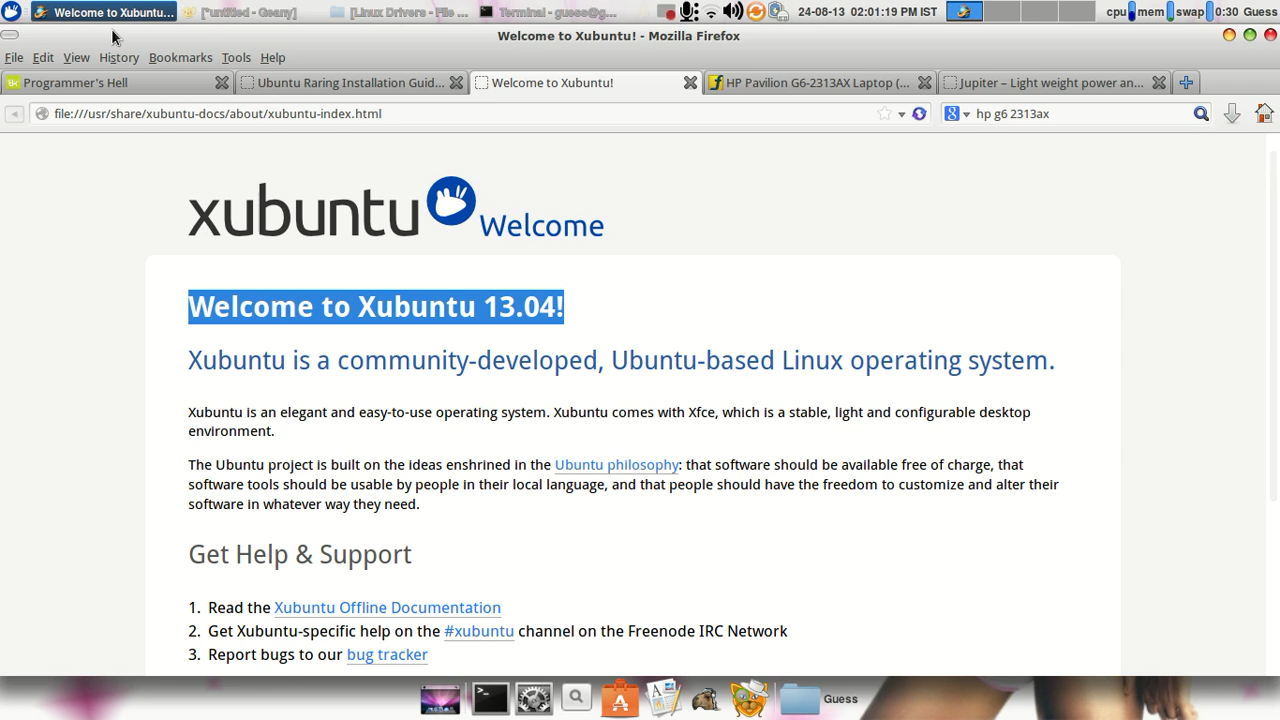 Welcome to Xubuntu...
[*untitled - Geany]
[Linux Drivers - File ...
Terminal - guess@g...
24-08-13 02:01:19 PM IST
cpu
mem
swap
0:30 Guess
Welcome to Xubuntu! - Mozilla Firefox
File Edit View History Bookmarks Tools Help
Programmer's Hell
Ubuntu Raring Installation Guid...
Welcome to Xubuntu!
HP Pavilion G6-2313AX Laptop (...
Jupiter – Light weight power an...
file:///usr/share/xubuntu-docs/about/xubuntu-index.html
hp g6 2313ax
xubuntu Welcome
Welcome to Xubuntu 13.04!
Xubuntu is a community-developed, Ubuntu-based Linux operating system.
Xubuntu is an elegant and easy-to-use operating system. Xubuntu comes with Xfce, which is a stable, light and configurable desktop
environment.
The Ubuntu project is built on the ideas enshrined in the Ubuntu philosophy: that software should be available free of charge, that
software tools should be usable by people in their local language, and that people should have the freedom to customize and alter their
software in whatever way they need.
Get Help & Support
1. Read the Xubuntu Offline Documentation
2. Get Xubuntu-specific help on the #xubuntu channel on the Freenode IRC Network
3. Report bugs to our bug tracker
Guess